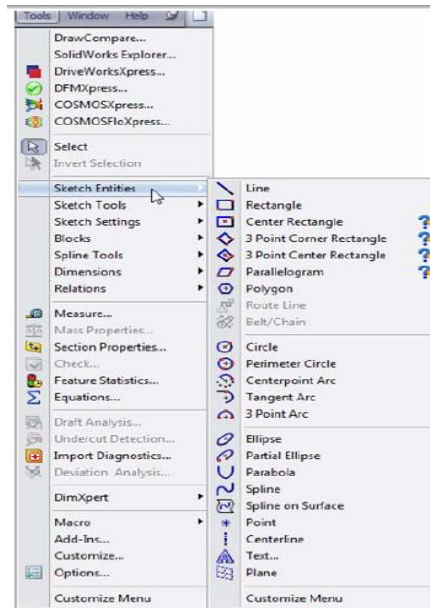 Tools Window Help
DrawCompare...
SolidWorks Explorer...
DriveWorksXpress...
DFMXpress...
COSMOSXpress...
COSMOSFloXpress...
Select
Invert Selection
Sketch Entities
Sketch Tools
Sketch Settings
Blocks
Spline Tools
Dimensions
Relations
Measure...
Mass Properties...
Section Properties...
Check...
Feature Statistics...
Equations...
Draft Analysis...
Undercut Detection...
Import Diagnostics...
Deviation Analysis...
DimXpert
Macro
Add-Ins...
Customize...
Options...
Customize Menu
Line
Rectangle
Center Rectangle ?
3 Point Corner Rectangle ?
3 Point Center Rectangle ?
Parallelogram ?
Polygon
Route Line
Belt/Chain
Circle
Perimeter Circle
Centerpoint Arc
Tangent Arc
3 Point Arc
Ellipse
Partial Ellipse
Parabola
Spline
Spline on Surface
Point
Centerline
Text...
Plane
Customize Menu